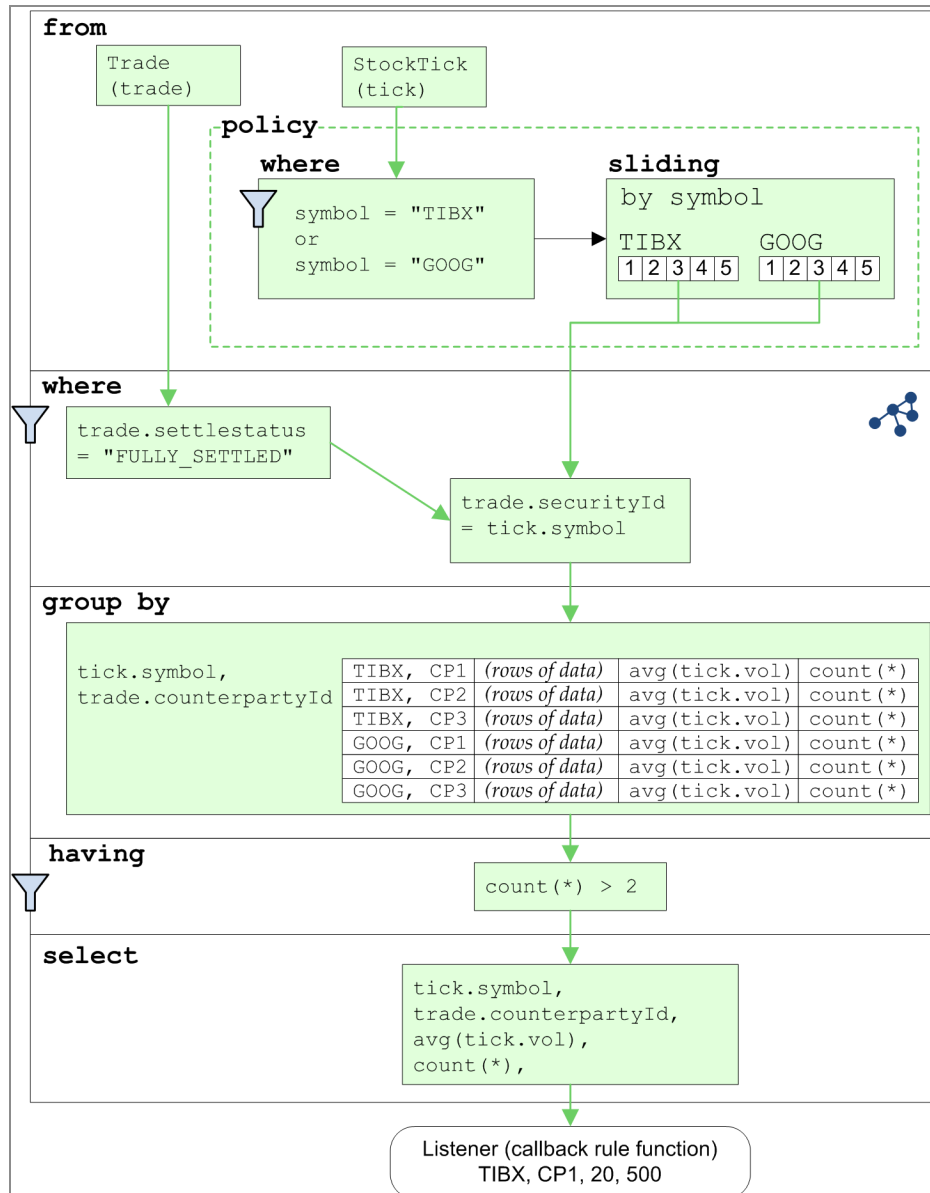 from
Trade
(trade)
StockTick
(tick)
policy
where
symbol = "TIBX"
or
symbol = "GOOG"
sliding
by symbol
TIBX GOOG
1 2 3 4 5 1 2 3 4 5
where
trade.settlestatus
= "FULLY_SETTLED"
trade.securityId
= tick.symbol
group by
tick.symbol,
trade.counterpartyId
TIBX, CP1 (rows of data) avg(tick.vol) count(*)
TIBX, CP2 (rows of data) avg(tick.vol) count(*)
TIBX, CP3 (rows of data) avg(tick.vol) count(*)
GOOG, CP1 (rows of data) avg(tick.vol) count(*)
GOOG, CP2 (rows of data) avg(tick.vol) count(*)
GOOG, CP3 (rows of data) avg(tick.vol) count(*)
having
count(*) > 2
select
tick.symbol,
trade.counterpartyId,
avg(tick.vol),
count(*),
Listener (callback rule function)
TIBX, CP1, 20, 500